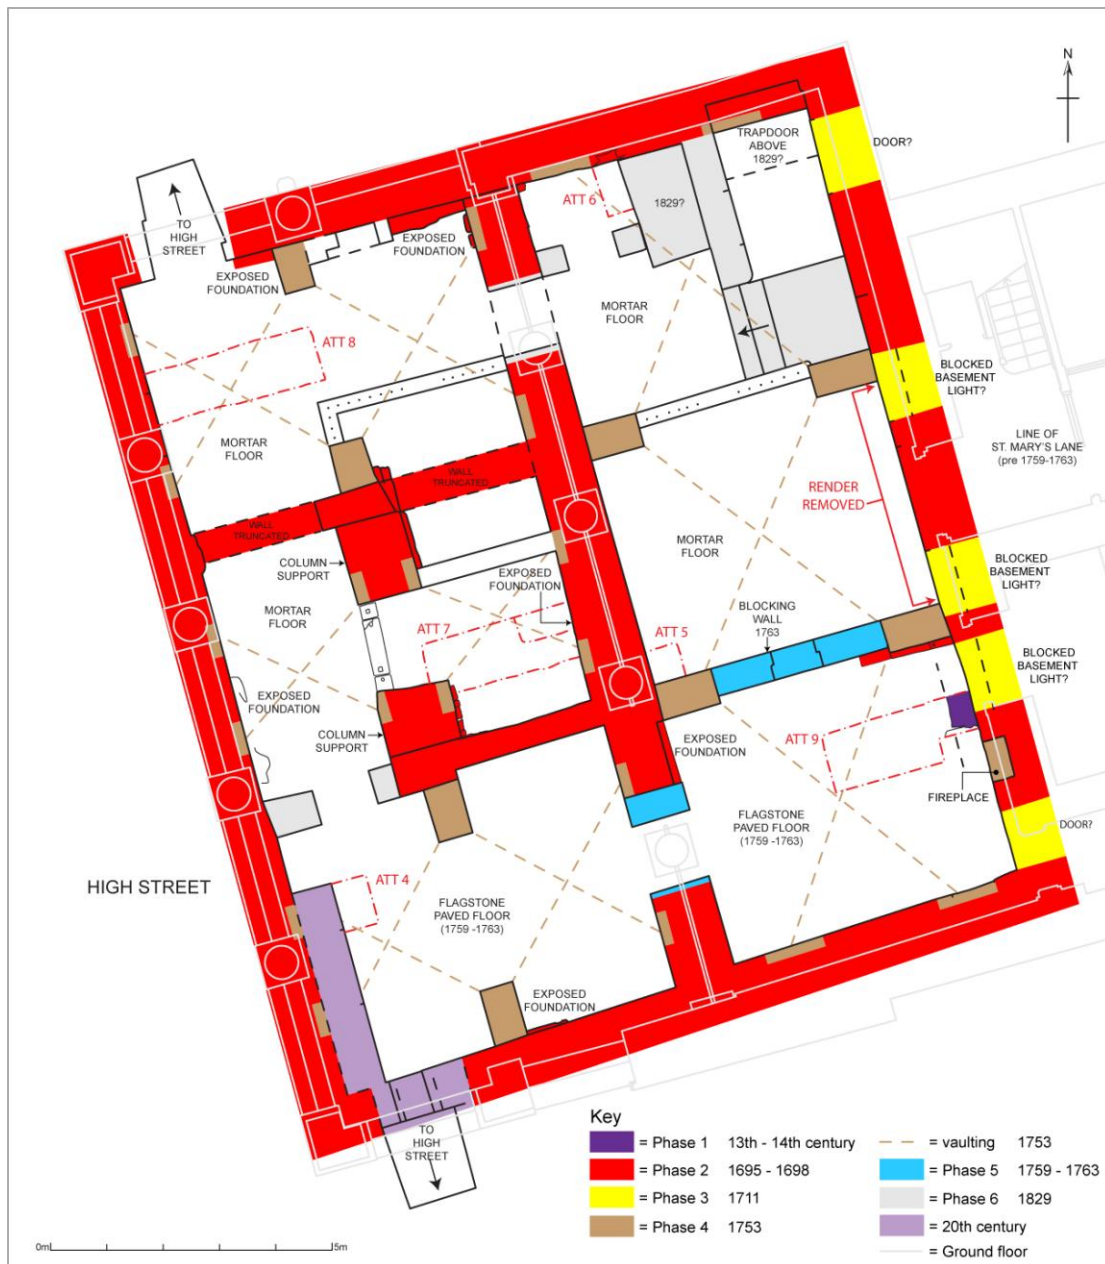 N
TRAPDOOR
ABOVE
1829?
DOOR?
TO
HIGH
STREET
EXPOSED
FOUNDATION
EXPOSED
FOUNDATION
ATT 6
1829?
MORTAR
FLOOR
ATT 8
BLOCKED
BASEMENT
LIGHT?
MORTAR
FLOOR
LINE OF
ST. MARY'S LANE
(pre 1759-1763)
WALL
TRUNCATED
RENDER
REMOVED
WALL
TRUNCATED
MORTAR
FLOOR
COLUMN
SUPPORT
EXPOSED
FOUNDATION
BLOCKED
BASEMENT
LIGHT?
MORTAR
FLOOR
BLOCKING
WALL
1763
ATT 7
ATT 5
BLOCKED
BASEMENT
LIGHT?
EXPOSED
FOUNDATION
COLUMN
SUPPORT
EXPOSED
FOUNDATION
ATT 9
FIREPLACE
FLAGSTONE
PAVED FLOOR
(1759 -1763)
DOOR?
HIGH STREET
ATT 4
FLAGSTONE
PAVED FLOOR
(1759 -1763)
EXPOSED
FOUNDATION
TO
HIGH
STREET
Key
= Phase 1 13th - 14th century
= Phase 2 1695 - 1698
= Phase 3 1711
= Phase 4 1753
= vaulting 1753
= Phase 5 1759 - 1763
= Phase 6 1829
= 20th century
= Ground floor
0m
5m